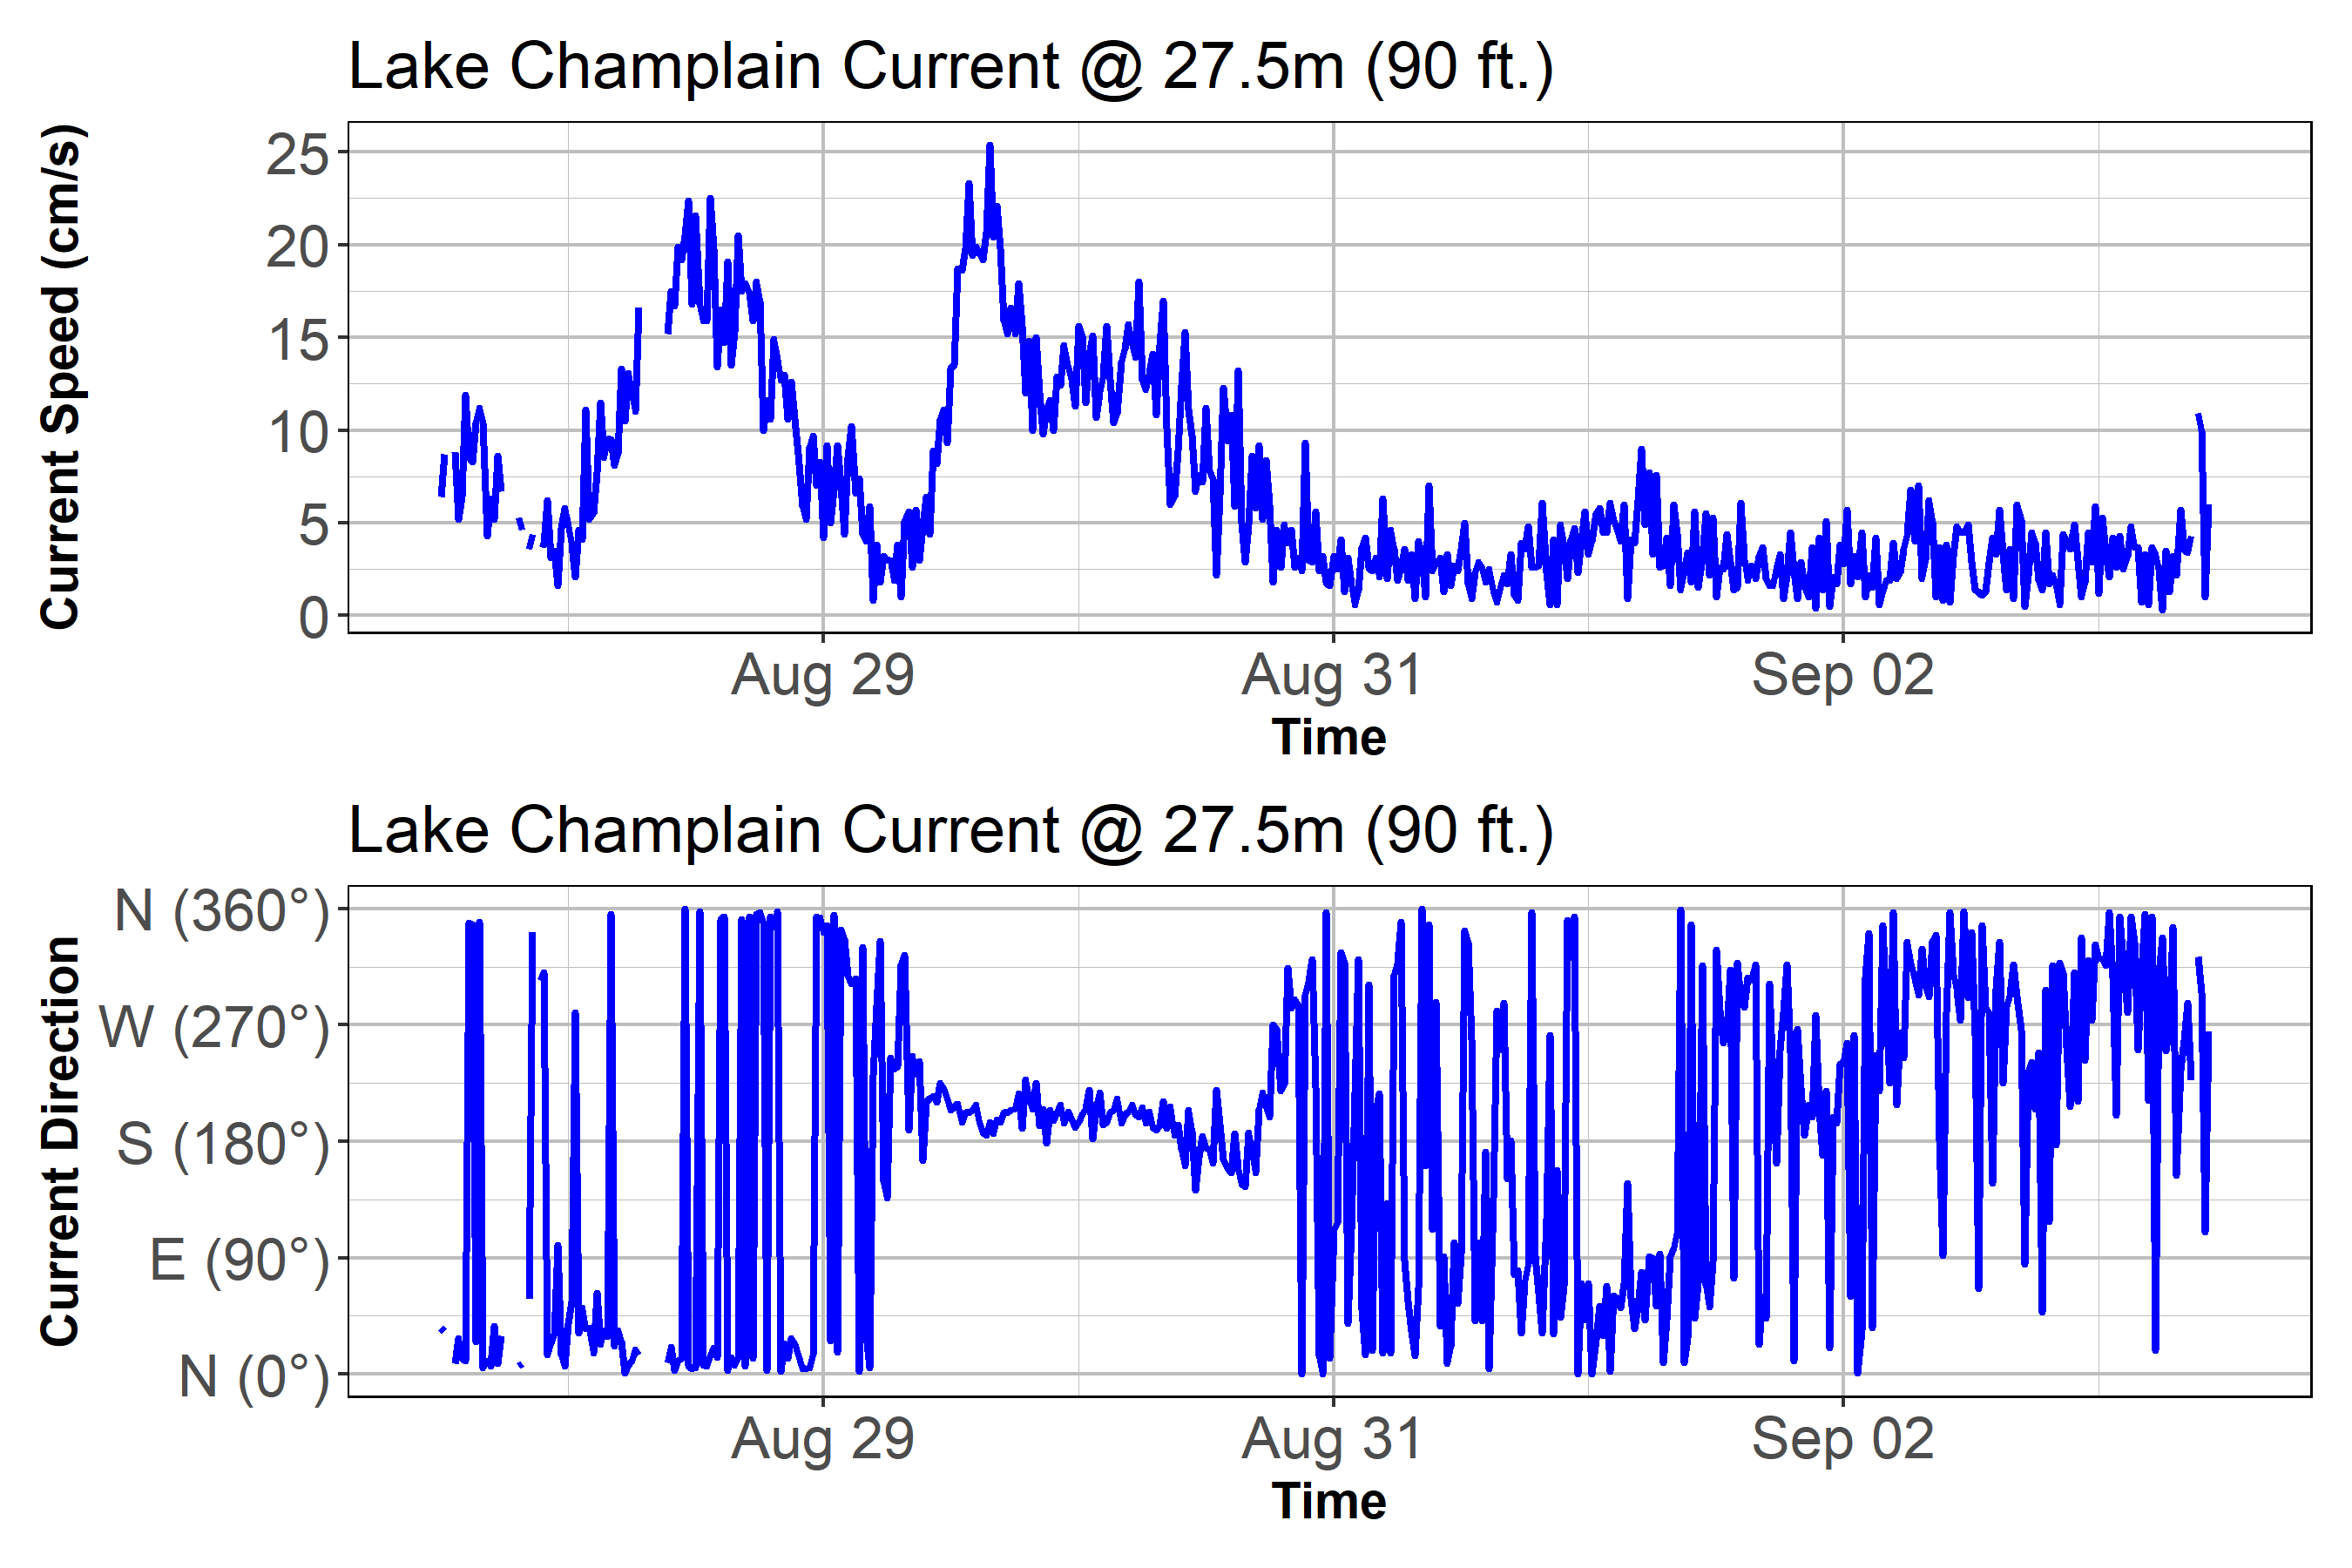 Lake Champlain Current @ 27.5m (90 ft.)
Current Speed (cm/s)
25
20
15
10
5
0
Aug 29 Aug 31 Sep 02
Time
Lake Champlain Current @ 27.5m (90 ft.)
Current Direction
N (360°)
W (270°)
S (180°)
E (90°)
N (0°)
Aug 29 Aug 31 Sep 02
Time